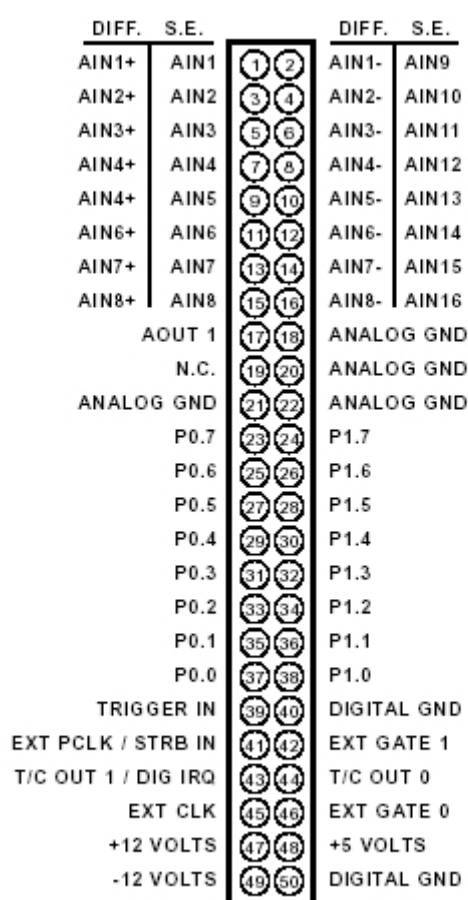 DIFF. S.E. DIFF. S.E.
AIN1+ AIN1 1 2 AIN1- AIN9
AIN2+ AIN2 3 4 AIN2- AIN10
AIN3+ AIN3 5 6 AIN3- AIN11
AIN4+ AIN4 7 8 AIN4- AIN12
AIN4+ AIN5 9 10 AIN5- AIN13
AIN6+ AIN6 11 12 AIN6- AIN14
AIN7+ AIN7 13 14 AIN7- AIN15
AIN8+ AIN8 15 16 AIN8- AIN16
AOUT 1 17 18 ANALOG GND
N.C. 19 20 ANALOG GND
ANALOG GND 21 22 ANALOG GND
P0.7 23 24 P1.7
P0.6 25 26 P1.6
P0.5 27 28 P1.5
P0.4 29 30 P1.4
P0.3 31 32 P1.3
P0.2 33 34 P1.2
P0.1 35 36 P1.1
P0.0 37 38 P1.0
TRIGGER IN 39 40 DIGITAL GND
EXT PCLK / STRB IN 41 42 EXT GATE 1
T/C OUT 1 / DIG IRQ 43 44 T/C OUT 0
EXT CLK 45 46 EXT GATE 0
+12 VOLTS 47 48 +5 VOLTS
-12 VOLTS 49 50 DIGITAL GND